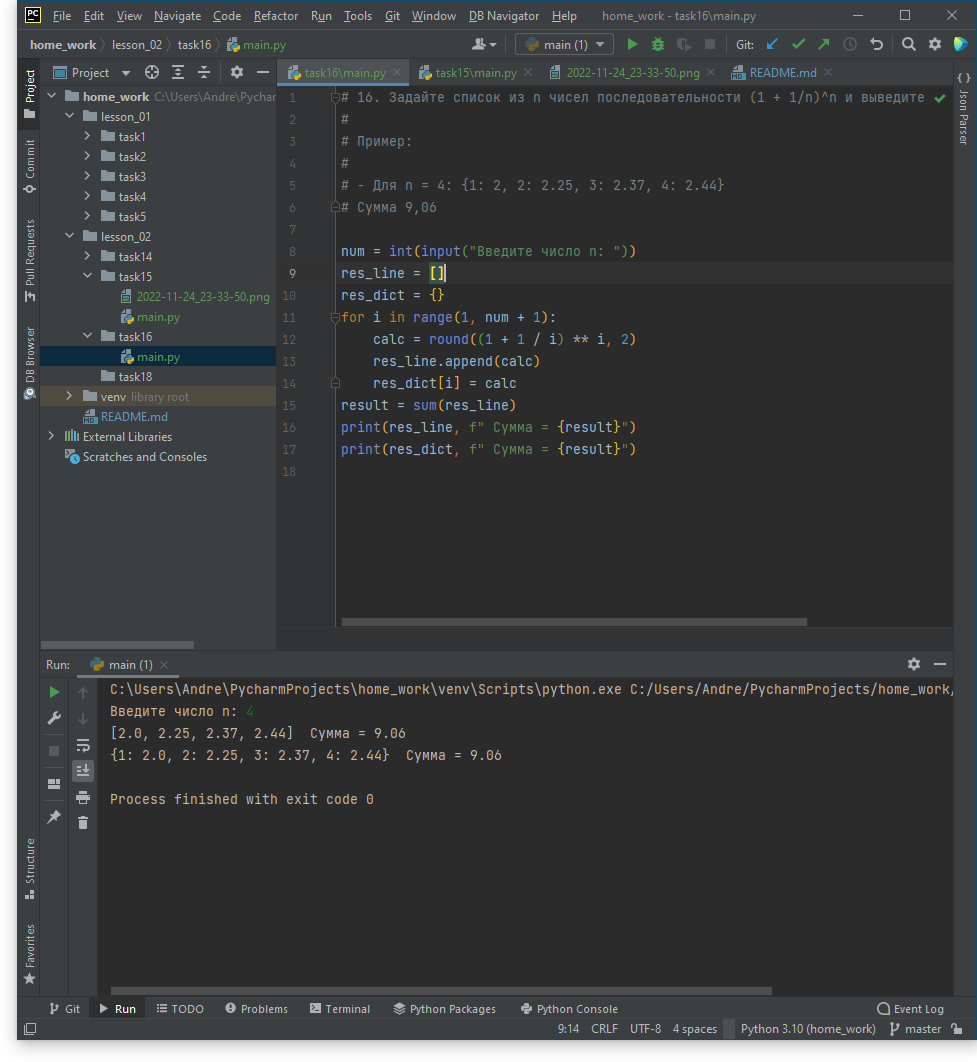 PC File Edit View Navigate Code Refactor Run Tools Git Window DB Navigator Help home_work - task16\main.py
home_work lesson_02 task16 main.py main (1) Git:
Project
task16\main.py task15\main.py 2022-11-24_23-33-50.png README.md
home_work C:\Users\Andre\Pychar
lesson_01
task1
task2
task3
task4
task5
lesson_02
task14
task15
2022-11-24_23-33-50.png
main.py
task16
main.py
task18
venv library root
README.md
External Libraries
Scratches and Consoles
Project
Commit
Pull Requests
DB Browser
Structure
Favorites
Json Parser
1 # 16. Задайте список из n чисел последовательности (1 + 1/n)^n и выведите
2 #
3 # Пример:
4 #
5 # - Для n = 4: {1: 2, 2: 2.25, 3: 2.37, 4: 2.44}
6 # Сумма 9,06
7
8 num = int(input("Введите число n: "))
9 res_line = []
10 res_dict = {}
11 for i in range(1, num + 1):
12 calc = round((1 + 1 / i) ** i, 2)
13 res_line.append(calc)
14 res_dict[i] = calc
15 result = sum(res_line)
16 print(res_line, f" Сумма = {result}")
17 print(res_dict, f" Сумма = {result}")
18
Run: main (1)
C:\Users\Andre\PycharmProjects\home_work\venv\Scripts\python.exe C:/Users/Andre/PycharmProjects/home_work/
Введите число n: 4
[2.0, 2.25, 2.37, 2.44]  Сумма = 9.06
{1: 2.0, 2: 2.25, 3: 2.37, 4: 2.44}  Сумма = 9.06
Process finished with exit code 0
Git Run TODO Problems Terminal Python Packages Python Console Event Log
9:14 CRLF UTF-8 4 spaces Python 3.10 (home_work) master